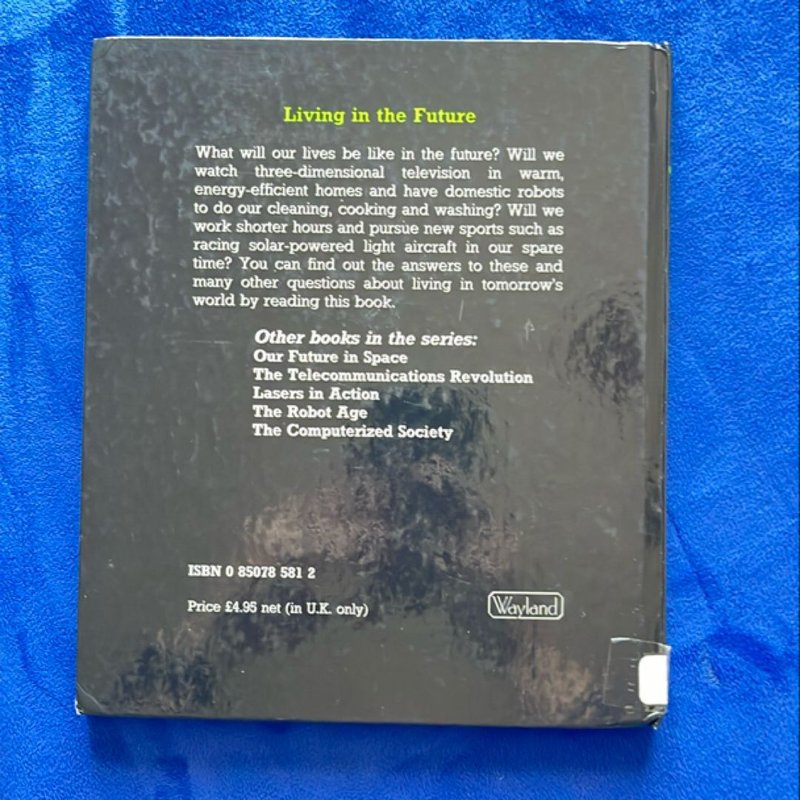 Living in the Future
What will our lives be like in the future? Will we
watch three-dimensional television in warm,
energy-efficient homes and have domestic robots
to do our cleaning, cooking and washing? Will we
work shorter hours and pursue new sports such as
racing solar-powered light aircraft in our spare
time? You can find out the answers to these and
many other questions about living in tomorrow's
world by reading this book.
Other books in the series:
Our Future in Space
The Telecommunications Revolution
Lasers in Action
The Robot Age
The Computerized Society
ISBN 0 85078 581 2
Price £4.95 net (in U.K. only)
Wayland